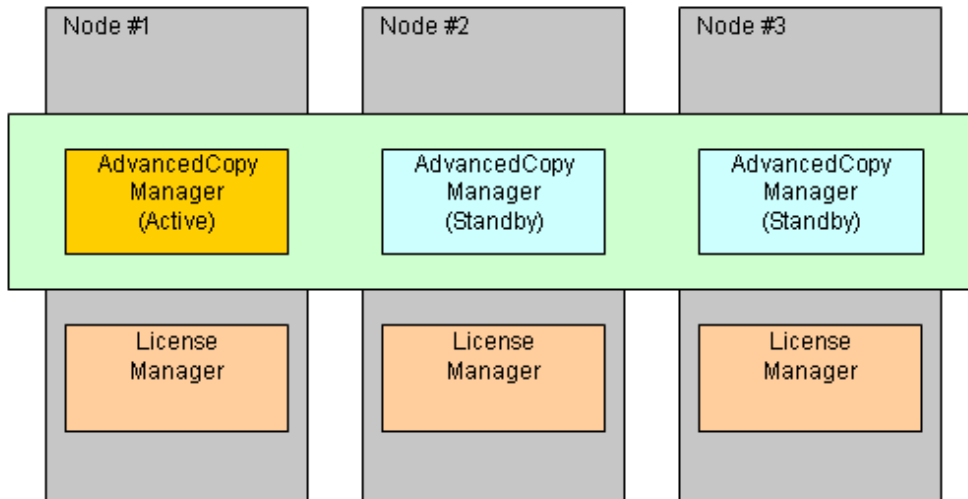 Node #1
Node #2
Node #3
AdvancedCopy
Manager
(Active)
AdvancedCopy
Manager
(Standby)
AdvancedCopy
Manager
(Standby)
License
Manager
License
Manager
License
Manager